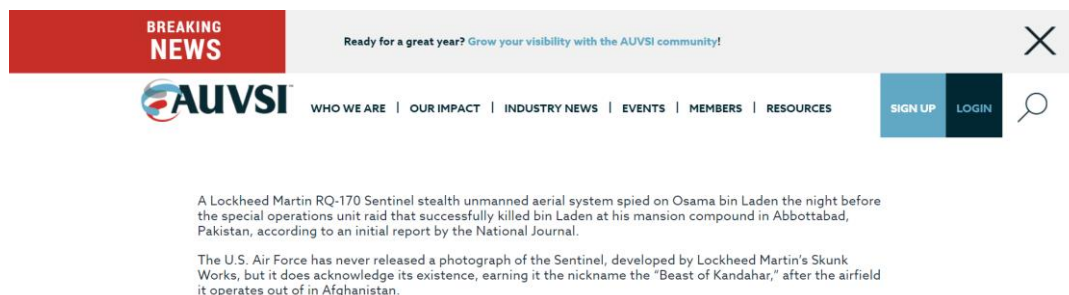 BREAKING
NEWS
Ready for a great year? Grow your visibility with the AUVSI community!
AUVSI
WHO WE ARE | OUR IMPACT | INDUSTRY NEWS | EVENTS | MEMBERS | RESOURCES
SIGN UP LOGIN
A Lockheed Martin RQ-170 Sentinel stealth unmanned aerial system spied on Osama bin Laden the night before
the special operations unit raid that successfully killed bin Laden at his mansion compound in Abbottabad,
Pakistan, according to an initial report by the National Journal.
The U.S. Air Force has never released a photograph of the Sentinel, developed by Lockheed Martin’s Skunk
Works, but it does acknowledge its existence, earning it the nickname the “Beast of Kandahar,” after the airfield
it operates out of in Afghanistan.